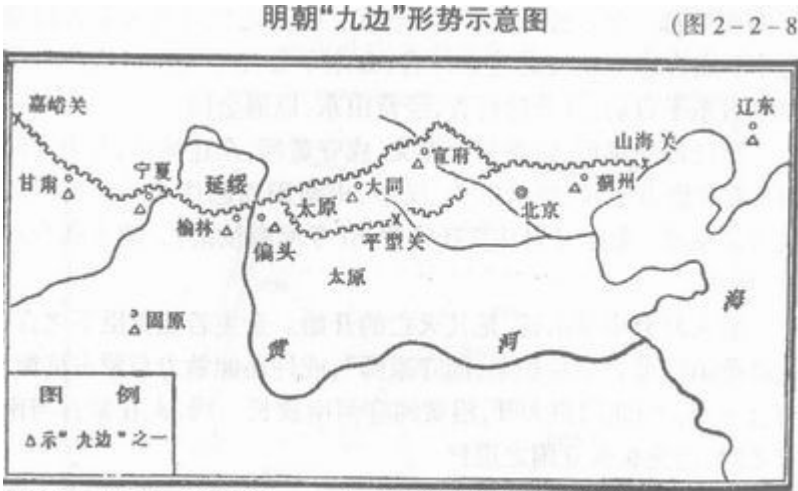 明朝“九边”形势示意图
(图2-2-8
嘉峪关
辽东
山海关
宣府
宁夏
甘肃
延绥
大同
太原
蓟州
北京
榆林
偏头
平型关
太原
海
固原
黄
河
图 例
△示“九边”之一